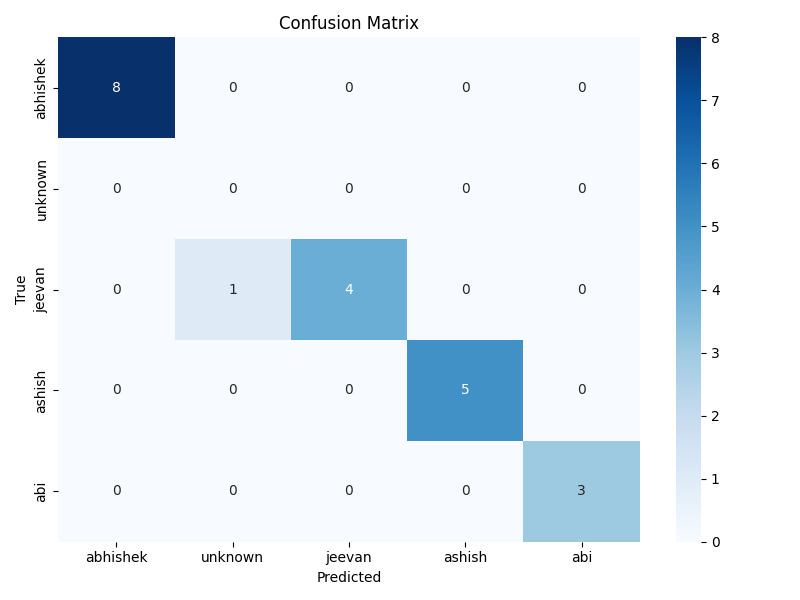 Confusion Matrix
abhishek 8 0 0 0 0
unknown 0 0 0 0 0
jeevan 0 1 4 0 0
ashish 0 0 0 5 0
abi 0 0 0 0 3
True
abhishek unknown jeevan ashish abi
Predicted
8
7
6
5
4
3
2
1
0